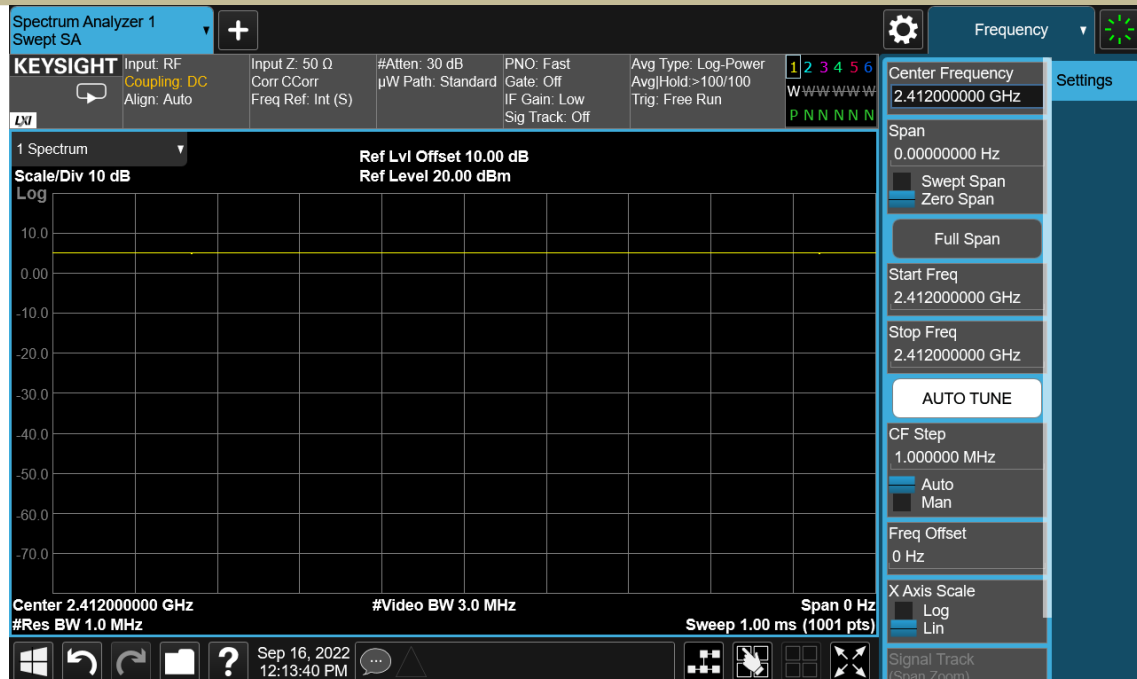 Spectrum Analyzer 1
Swept SA
Frequency
KEYSIGHT
Input: RF
Coupling: DC
Align: Auto
Input Z: 50 Ω
Corr CCorr
Freq Ref: Int (S)
#Atten: 30 dB
µW Path: Standard
PNO: Fast
Gate: Off
IF Gain: Low
Sig Track: Off
Avg Type: Log-Power
Avg|Hold:>100/100
Trig: Free Run
1 2 3 4 5 6
W W W W W W
P N N N N N
LXI
1 Spectrum
Ref Lvl Offset 10.00 dB
Scale/Div 10 dB
Ref Level 20.00 dBm
Log
10.0
0.00
-10.0
-20.0
-30.0
-40.0
-50.0
-60.0
-70.0
Center 2.412000000 GHz
#Video BW 3.0 MHz
Span 0 Hz
#Res BW 1.0 MHz
Sweep 1.00 ms (1001 pts)
Center Frequency
2.412000000 GHz
Settings
Span
0.00000000 Hz
Swept Span
Zero Span
Full Span
Start Freq
2.412000000 GHz
Stop Freq
2.412000000 GHz
AUTO TUNE
CF Step
1.000000 MHz
Auto
Man
Freq Offset
0 Hz
X Axis Scale
Log
Lin
Signal Track
(Span Zoom)
?
Sep 16, 2022
12:13:40 PM